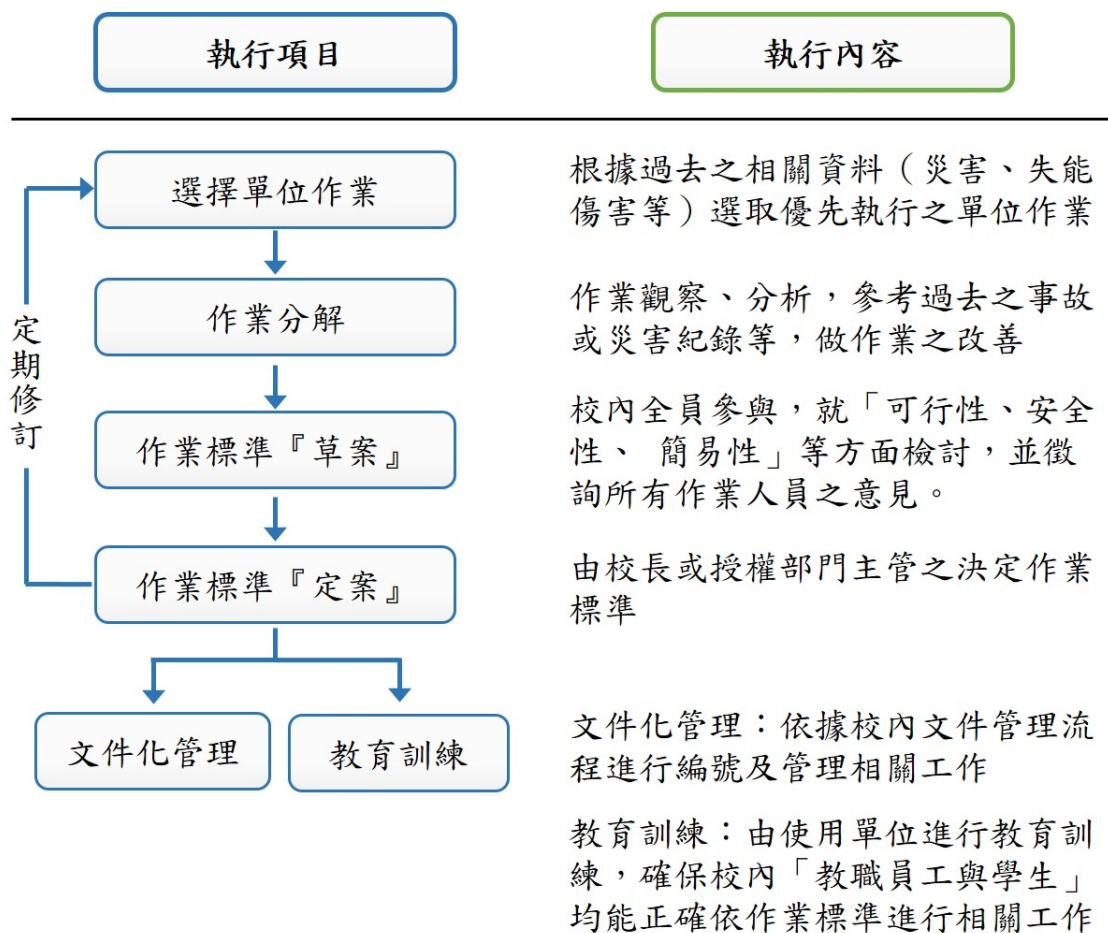 執行項目
執行內容
選擇單位作業
根據過去之相關資料（災害、失能
傷害等）選取優先執行之單位作業
作業分解
作業觀察、分析，參考過去之事故
或災害紀錄等，做作業之改善
定期修訂
作業標準『草案』
校內全員參與，就「可行性、安全
性、 簡易性」等方面檢討，並徵
詢所有作業人員之意見。
作業標準『定案』
由校長或授權部門主管之決定作業
標準
文件化管理
教育訓練
文件化管理：依據校內文件管理流
程進行編號及管理相關工作
教育訓練：由使用單位進行教育訓
練，確保校內「教職員工與學生」
均能正確依作業標準進行相關工作